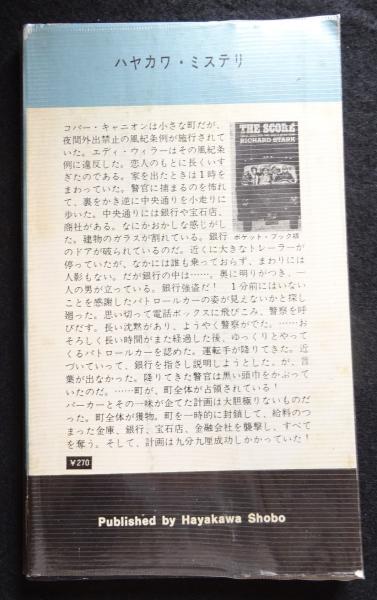 ハヤカワ・ミステリ
コパー・キャニオンは小さな町だが、
夜間外出禁止の風紀条例が施行されて
いた。エディ・ウィラーはその風紀条
例に違反した。恋人のもとに長くいす
ぎたのである。家を出たときは1時を
まわっていた。警官に捕まるのを怖れ
て、裏をかき逆に中央通りを小走りに
歩いた。中央通りには銀行や宝石店、
商社がある。なにかおかしな感じがし
た。建物のガラスが割れている。銀行
THE SCORE
RICHARD STARK
ポケット・ブック版
のドアが破られているのだ。近くに大きなトレーラーが
停っていたが、なかには誰も乗っておらず、まわりには
人影もない。だが銀行の中は……。奥に明りがつき、一
人の男が立っている。銀行強盗だ！　1分前にはいない
ことを感謝したパトロールカーの姿が見えないかと探し
廻った。思い切って電話ボックスに飛びこみ、警察を呼
びだす。長い沈黙があり、ようやく警察がでた。……お
そろしく長い時間がまた経過した後、ゆっくりとやって
くるパトロールカーを認めた。運転手が降りてきた。近
づいていって、銀行を指さし説明しようとした。が、言
葉が出なかった。降りてきた警官は黒い頭巾をかぶって
いたのだ。……町が、町全体が占領されている！
パーカーとその一味が企てた計画は大胆極りないものだ
った。町全体が獲物。町を一時的に封鎖して、給料のつ
まった金庫、銀行、宝石店、金融会社を襲撃し、すべて
を奪う。そして、計画は九分九厘成功しかかっていた！
¥270
Published by Hayakawa Shobo